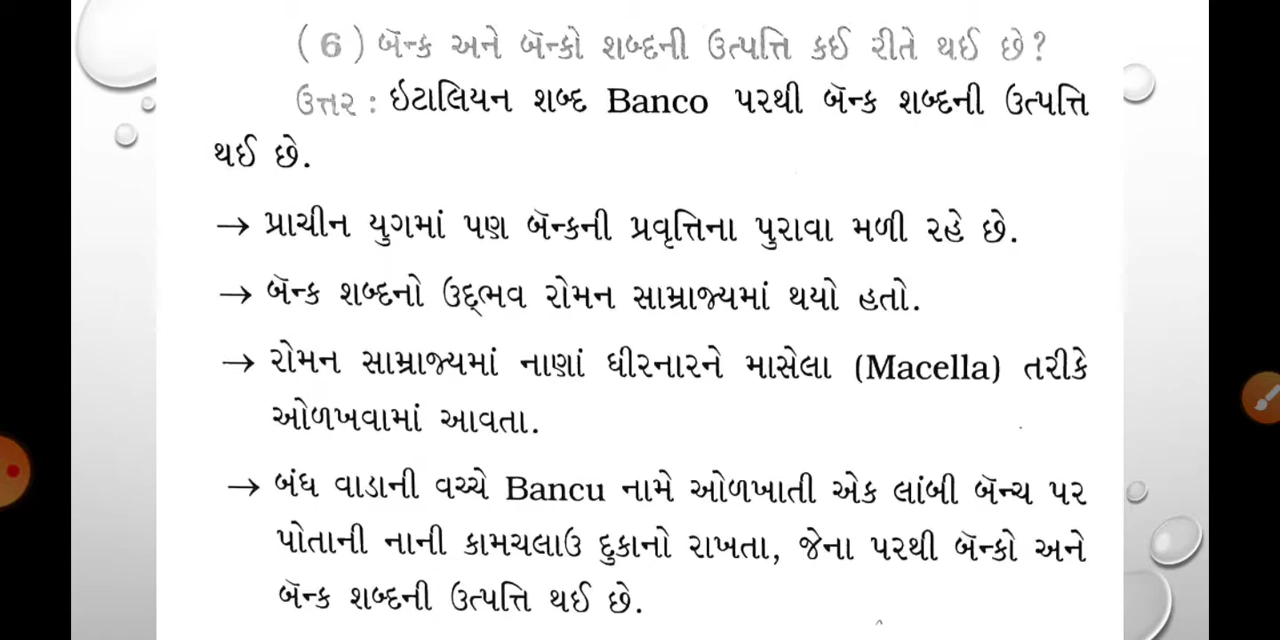 (6) બૅન્ક અને બૅન્કો શબ્દની ઉત્પત્તિ કઈ રીતે થઈ છે?
ઉત્તર : ઇટાલિયન શબ્દ Banco પરથી બૅન્ક શબ્દની ઉત્પત્તિ
થઈ છે.
→ પ્રાચીન યુગમાં પણ બૅન્કની પ્રવૃત્તિના પુરાવા મળી રહે છે.
→ બૅન્ક શબ્દનો ઉદ્ભવ રોમન સામ્રાજ્યમાં થયો હતો.
→ રોમન સામ્રાજ્યમાં નાણાં ધીરનારને માસેલા (Macella) તરીકે
ઓળખવામાં આવતા.
→ બંધ વાડાની વચ્ચે Bancu નામે ઓળખાતી એક લાંબી બૅન્ચ પર
પોતાની નાની કામચલાઉ દુકાનો રાખતા, જેના પરથી બૅન્કો અને
બૅન્ક શબ્દની ઉત્પત્તિ થઈ છે.